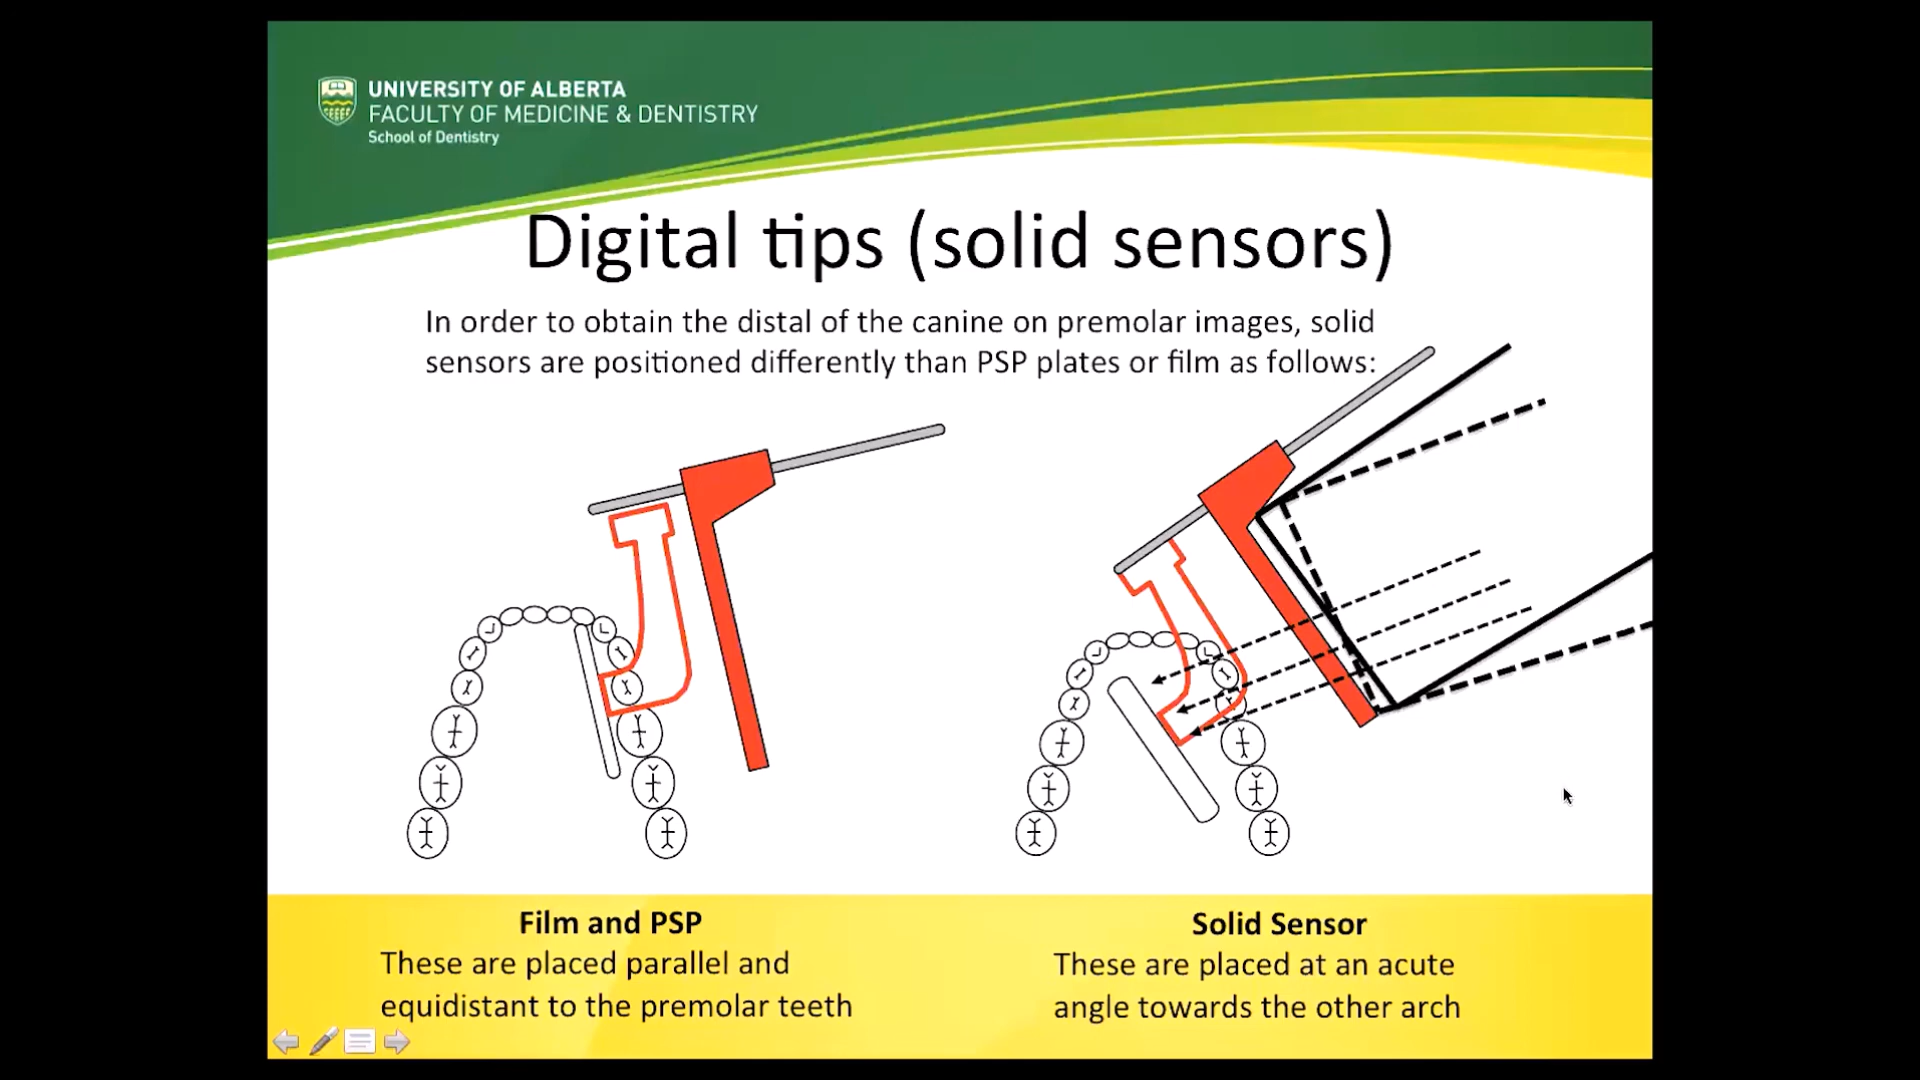 UNIVERSITY OF ALBERTA
FACULTY OF MEDICINE & DENTISTRY
School of Dentistry
Digital tips (solid sensors)
In order to obtain the distal of the canine on premolar images, solid
sensors are positioned differently than PSP plates or film as follows:
Film and PSP
These are placed parallel and
equidistant to the premolar teeth
Solid Sensor
These are placed at an acute
angle towards the other arch